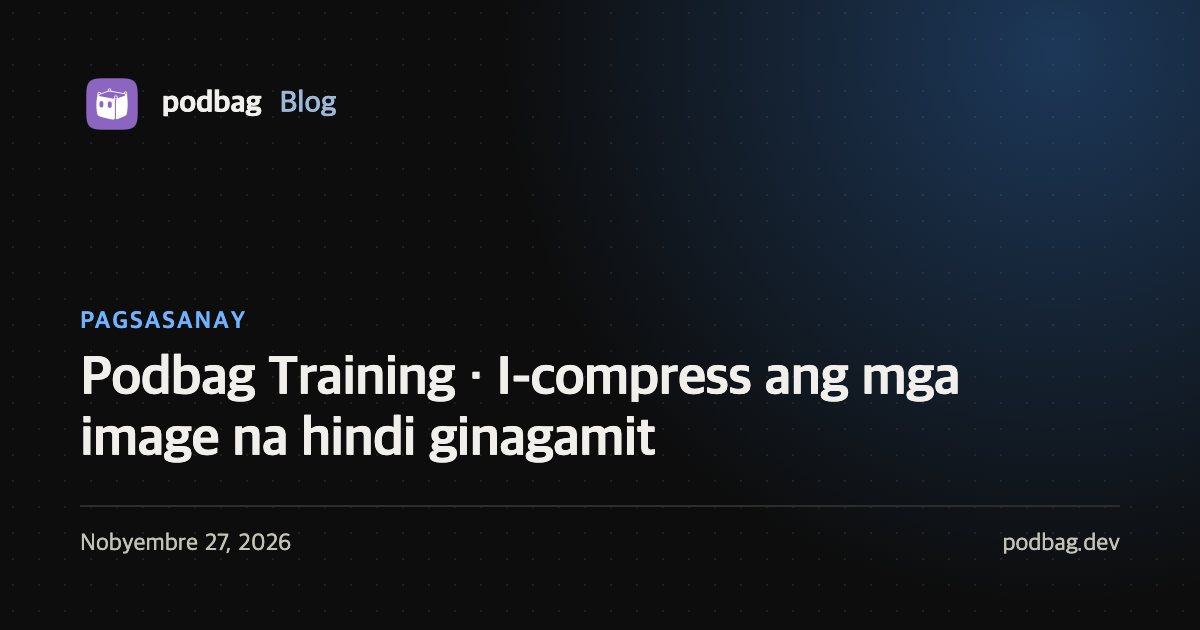 podbag Blog
PAGSASANAY
Podbag Training · I-compress ang mga
image na hindi ginagamit
Nobyembre 27, 2026
podbag.dev